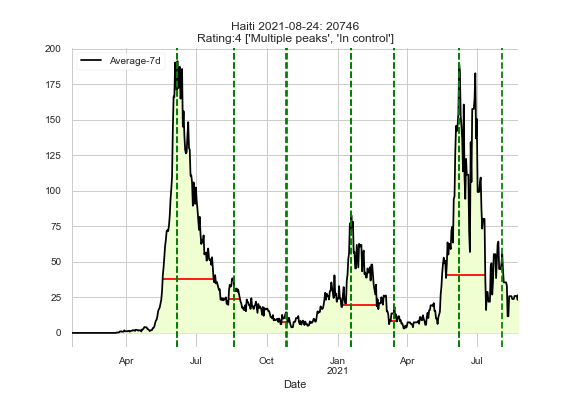 Haiti 2021-08-24: 20746
Rating:4 ['Multiple peaks', 'In control']
Average-7d
200
175
150
125
100
75
50
25
0
Apr Jul Oct Jan Apr Jul
2021
Date